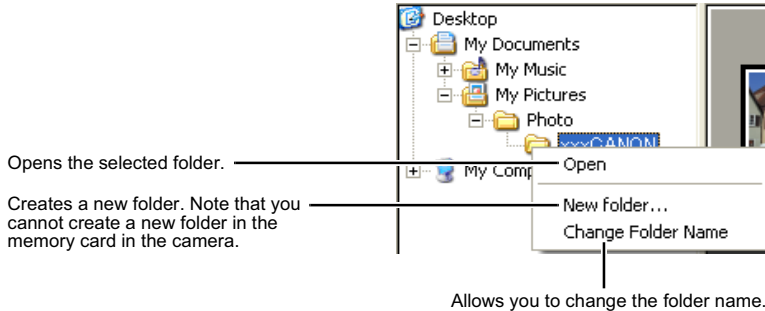 Desktop
My Documents
My Music
My Pictures
Photo
xxxCANON
Opens the selected folder.
Open
My Comp
Creates a new folder. Note that you
cannot create a new folder in the
memory card in the camera.
New folder...
Change Folder Name
Allows you to change the folder name.